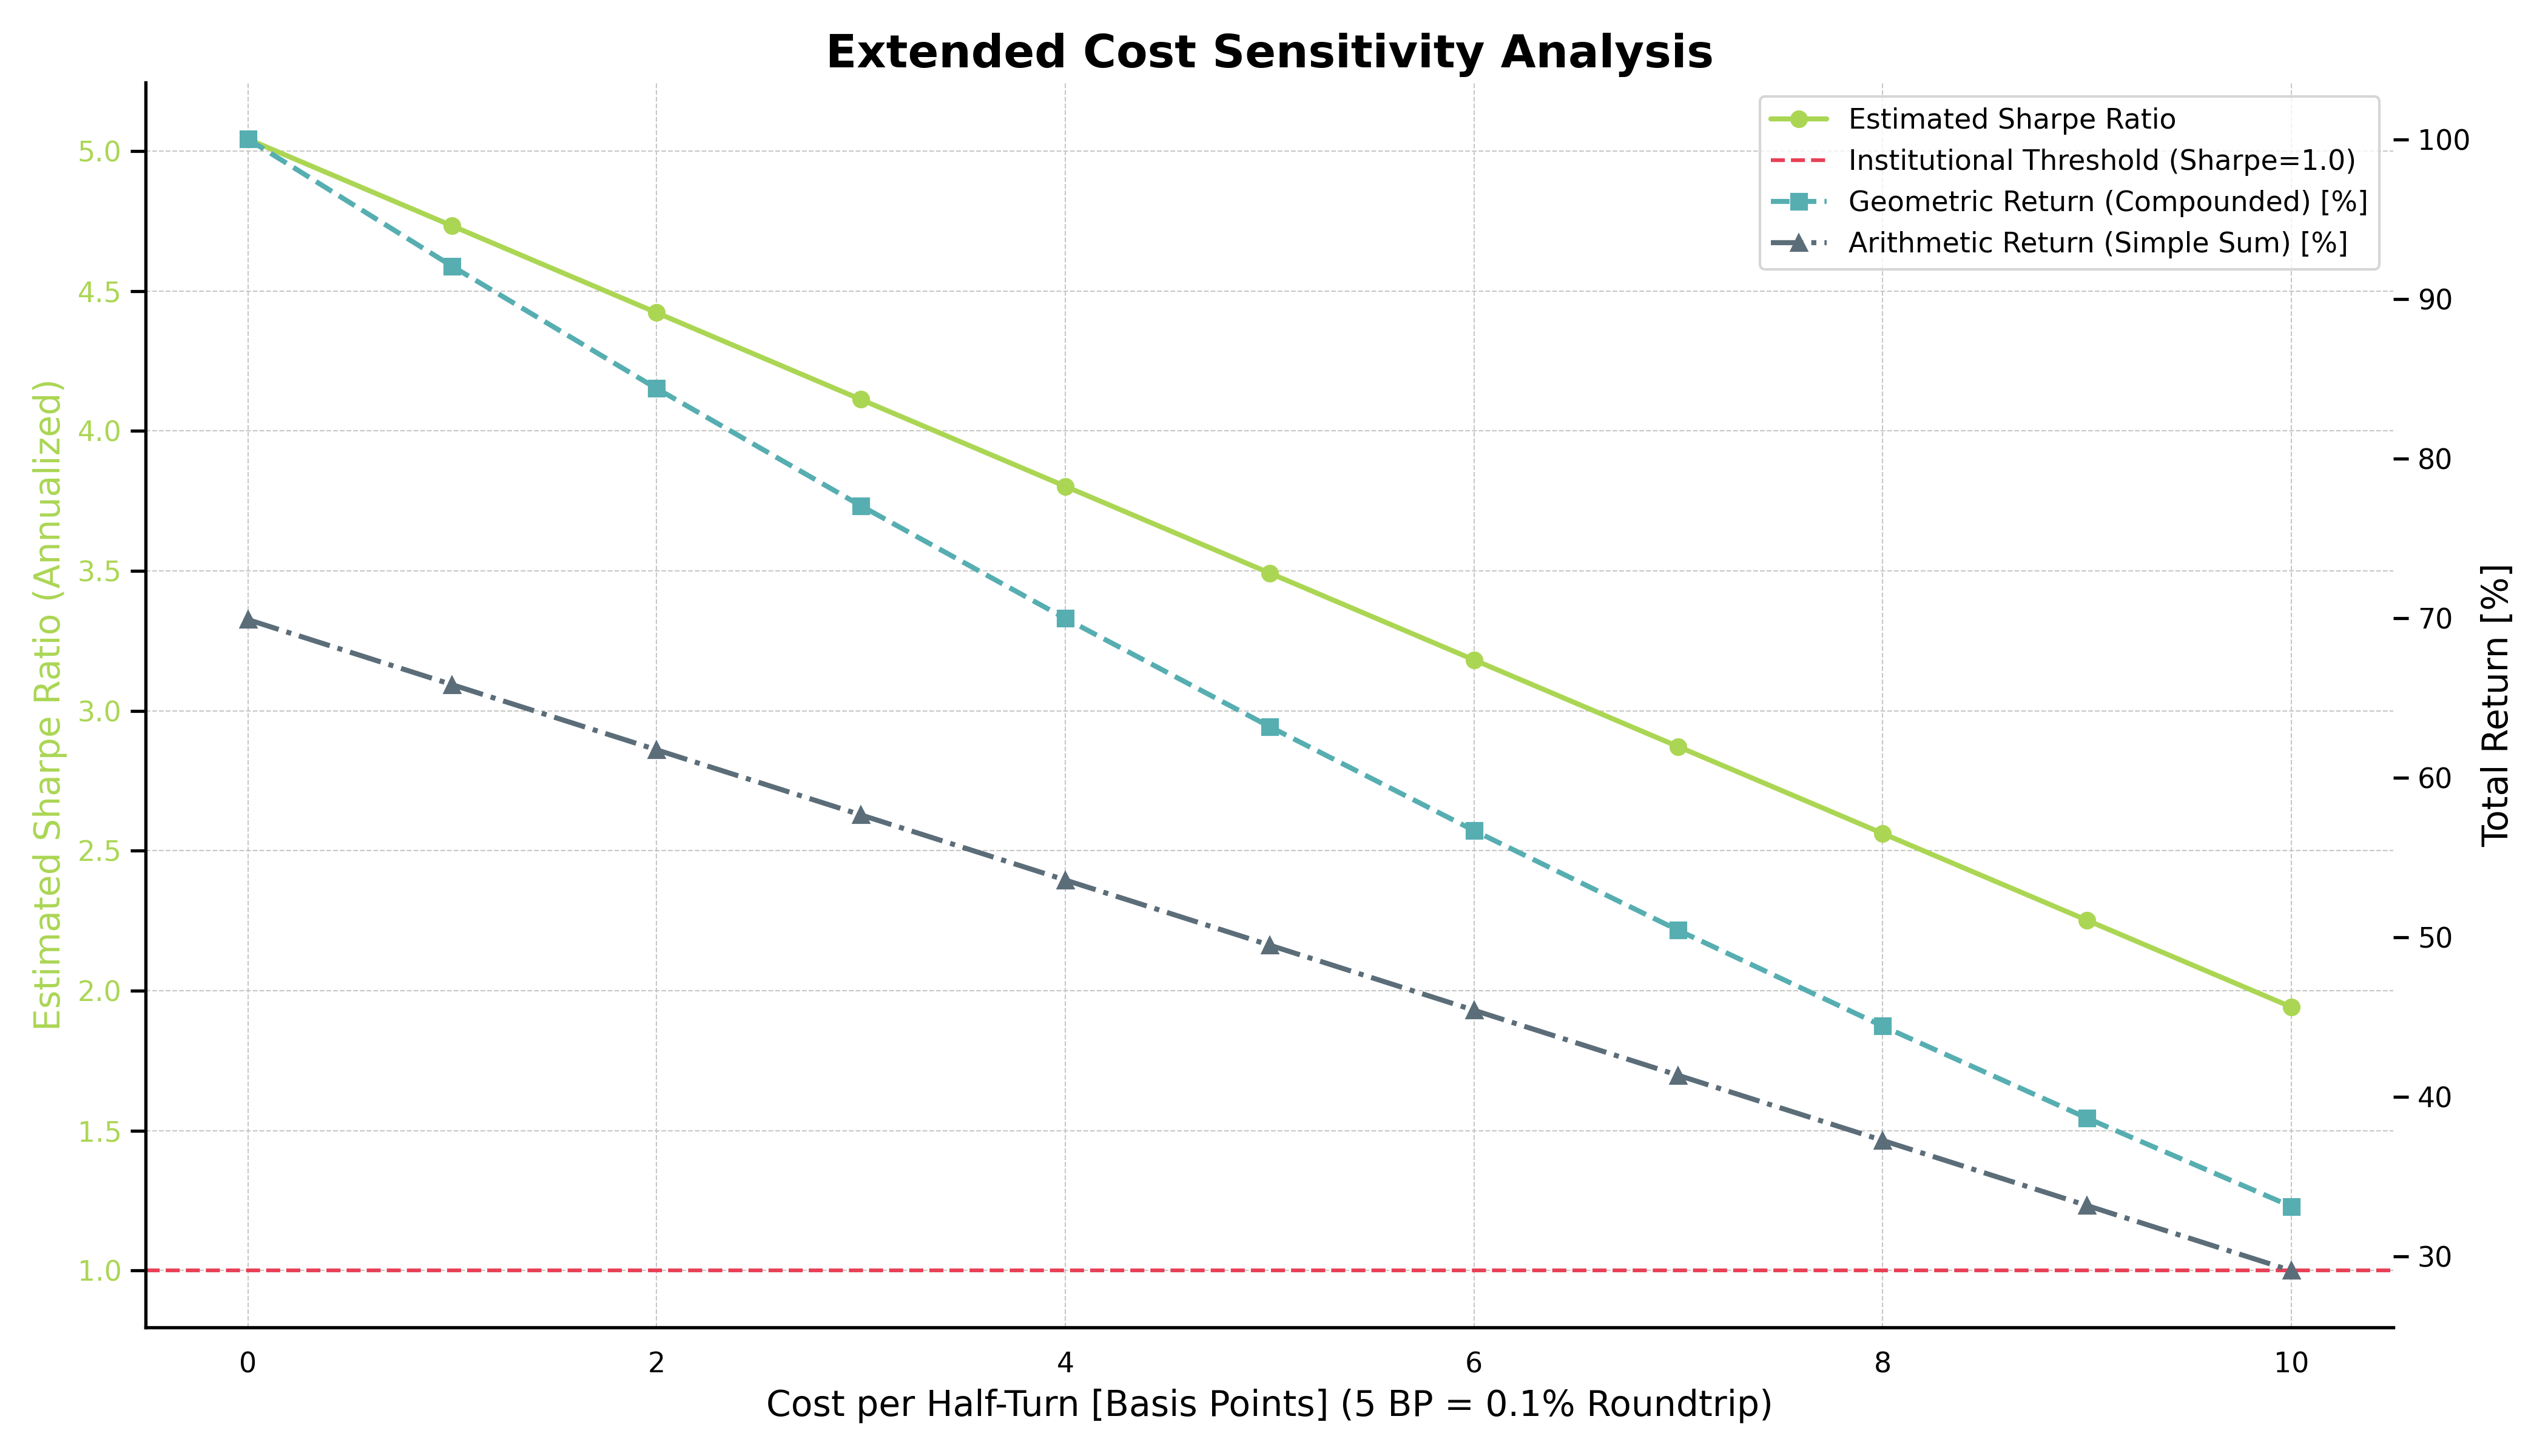 Extended Cost Sensitivity Analysis
Estimated Sharpe Ratio
Institutional Threshold (Sharpe=1.0)
Geometric Return (Compounded) [%]
Arithmetic Return (Simple Sum) [%]
Estimated Sharpe Ratio (Annualized)
5.0
4.5
4.0
3.5
3.0
2.5
2.0
1.5
1.0
100
90
80
70
60
50
40
30
Total Return [%]
0 2 4 6 8 10
Cost per Half-Turn [Basis Points] (5 BP = 0.1% Roundtrip)